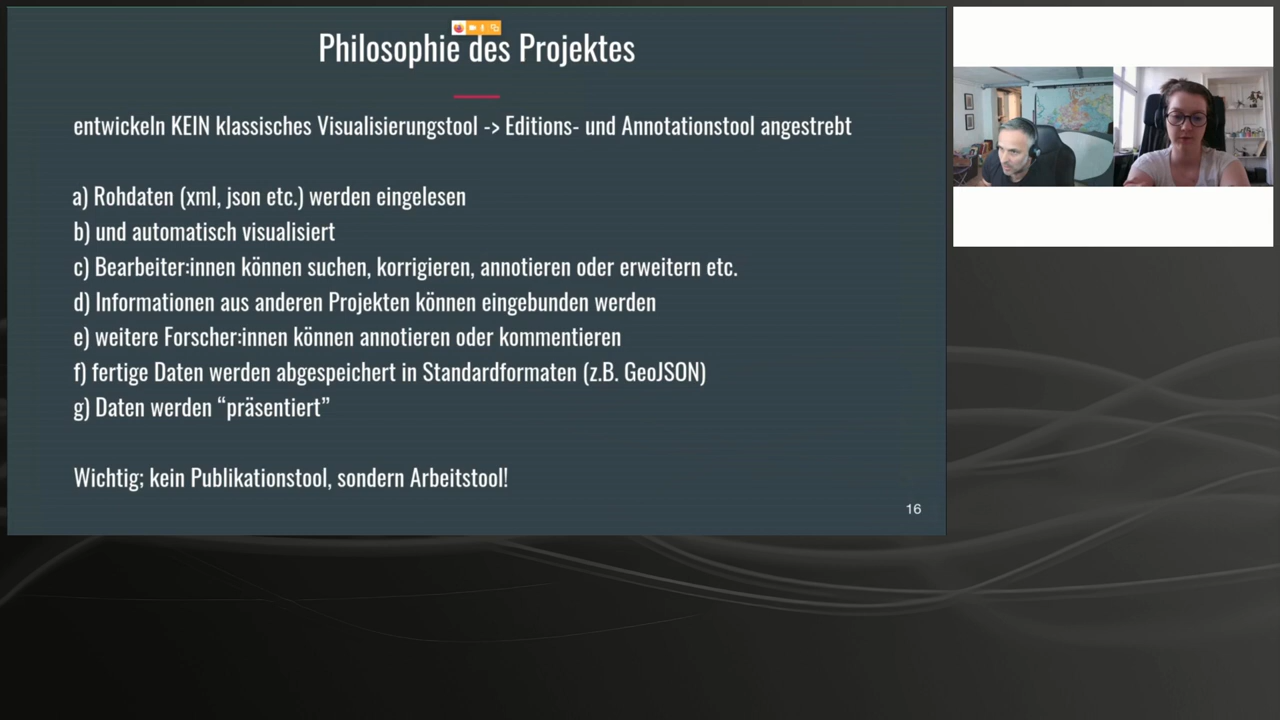 Philosophie des Projektes
entwickeln KEIN klassisches Visualisierungstool -> Editions- und Annotationstool angestrebt
a) Rohdaten (xml, json etc.) werden eingelesen
b) und automatisch visualisiert
c) Bearbeiter:innen können suchen, korrigieren, annotieren oder erweitern etc.
d) Informationen aus anderen Projekten können eingebunden werden
e) weitere Forscher:innen können annotieren oder kommentieren
f) fertige Daten werden abgespeichert in Standardformaten (z.B. GeoJSON)
g) Daten werden “präsentiert”
Wichtig; kein Publikationstool, sondern Arbeitstool!
16